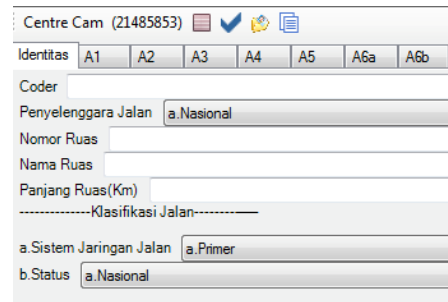 Centre Cam (21485853)
Identitas A1 A2 A3 A4 A5 A6a A6b
Coder
Penyelenggara Jalan a.Nasional
Nomor Ruas
Nama Ruas
Panjang Ruas(Km)
--------------Klasifikasi Jalan-------------
a.Sistem Jaringan Jalan a.Primer
b.Status a.Nasional